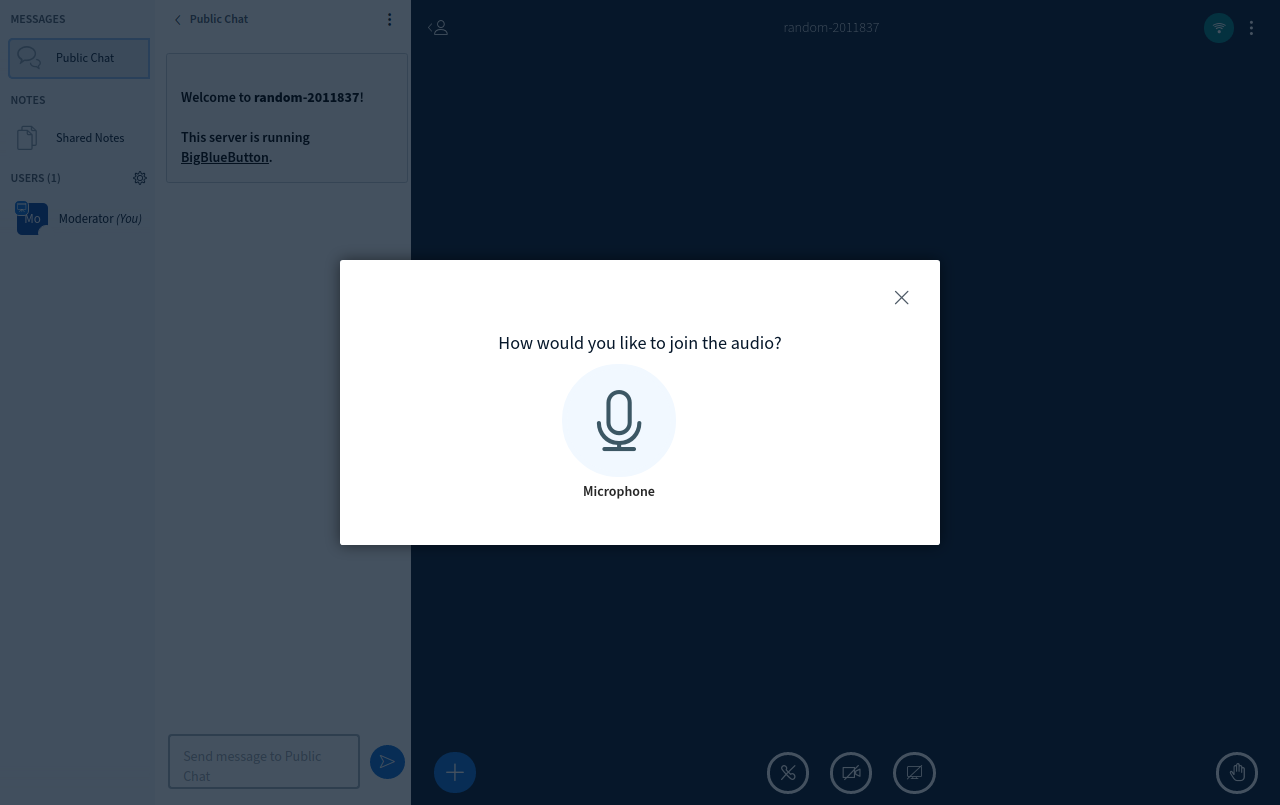 MESSAGES
Public Chat
NOTES
Shared Notes
USERS (1)
Mo
Moderator (You)
Public Chat
Welcome to random-2011837!
This server is running
BigBlueButton.
Send message to Public
Chat
random-2011837
How would you like to join the audio?
Microphone